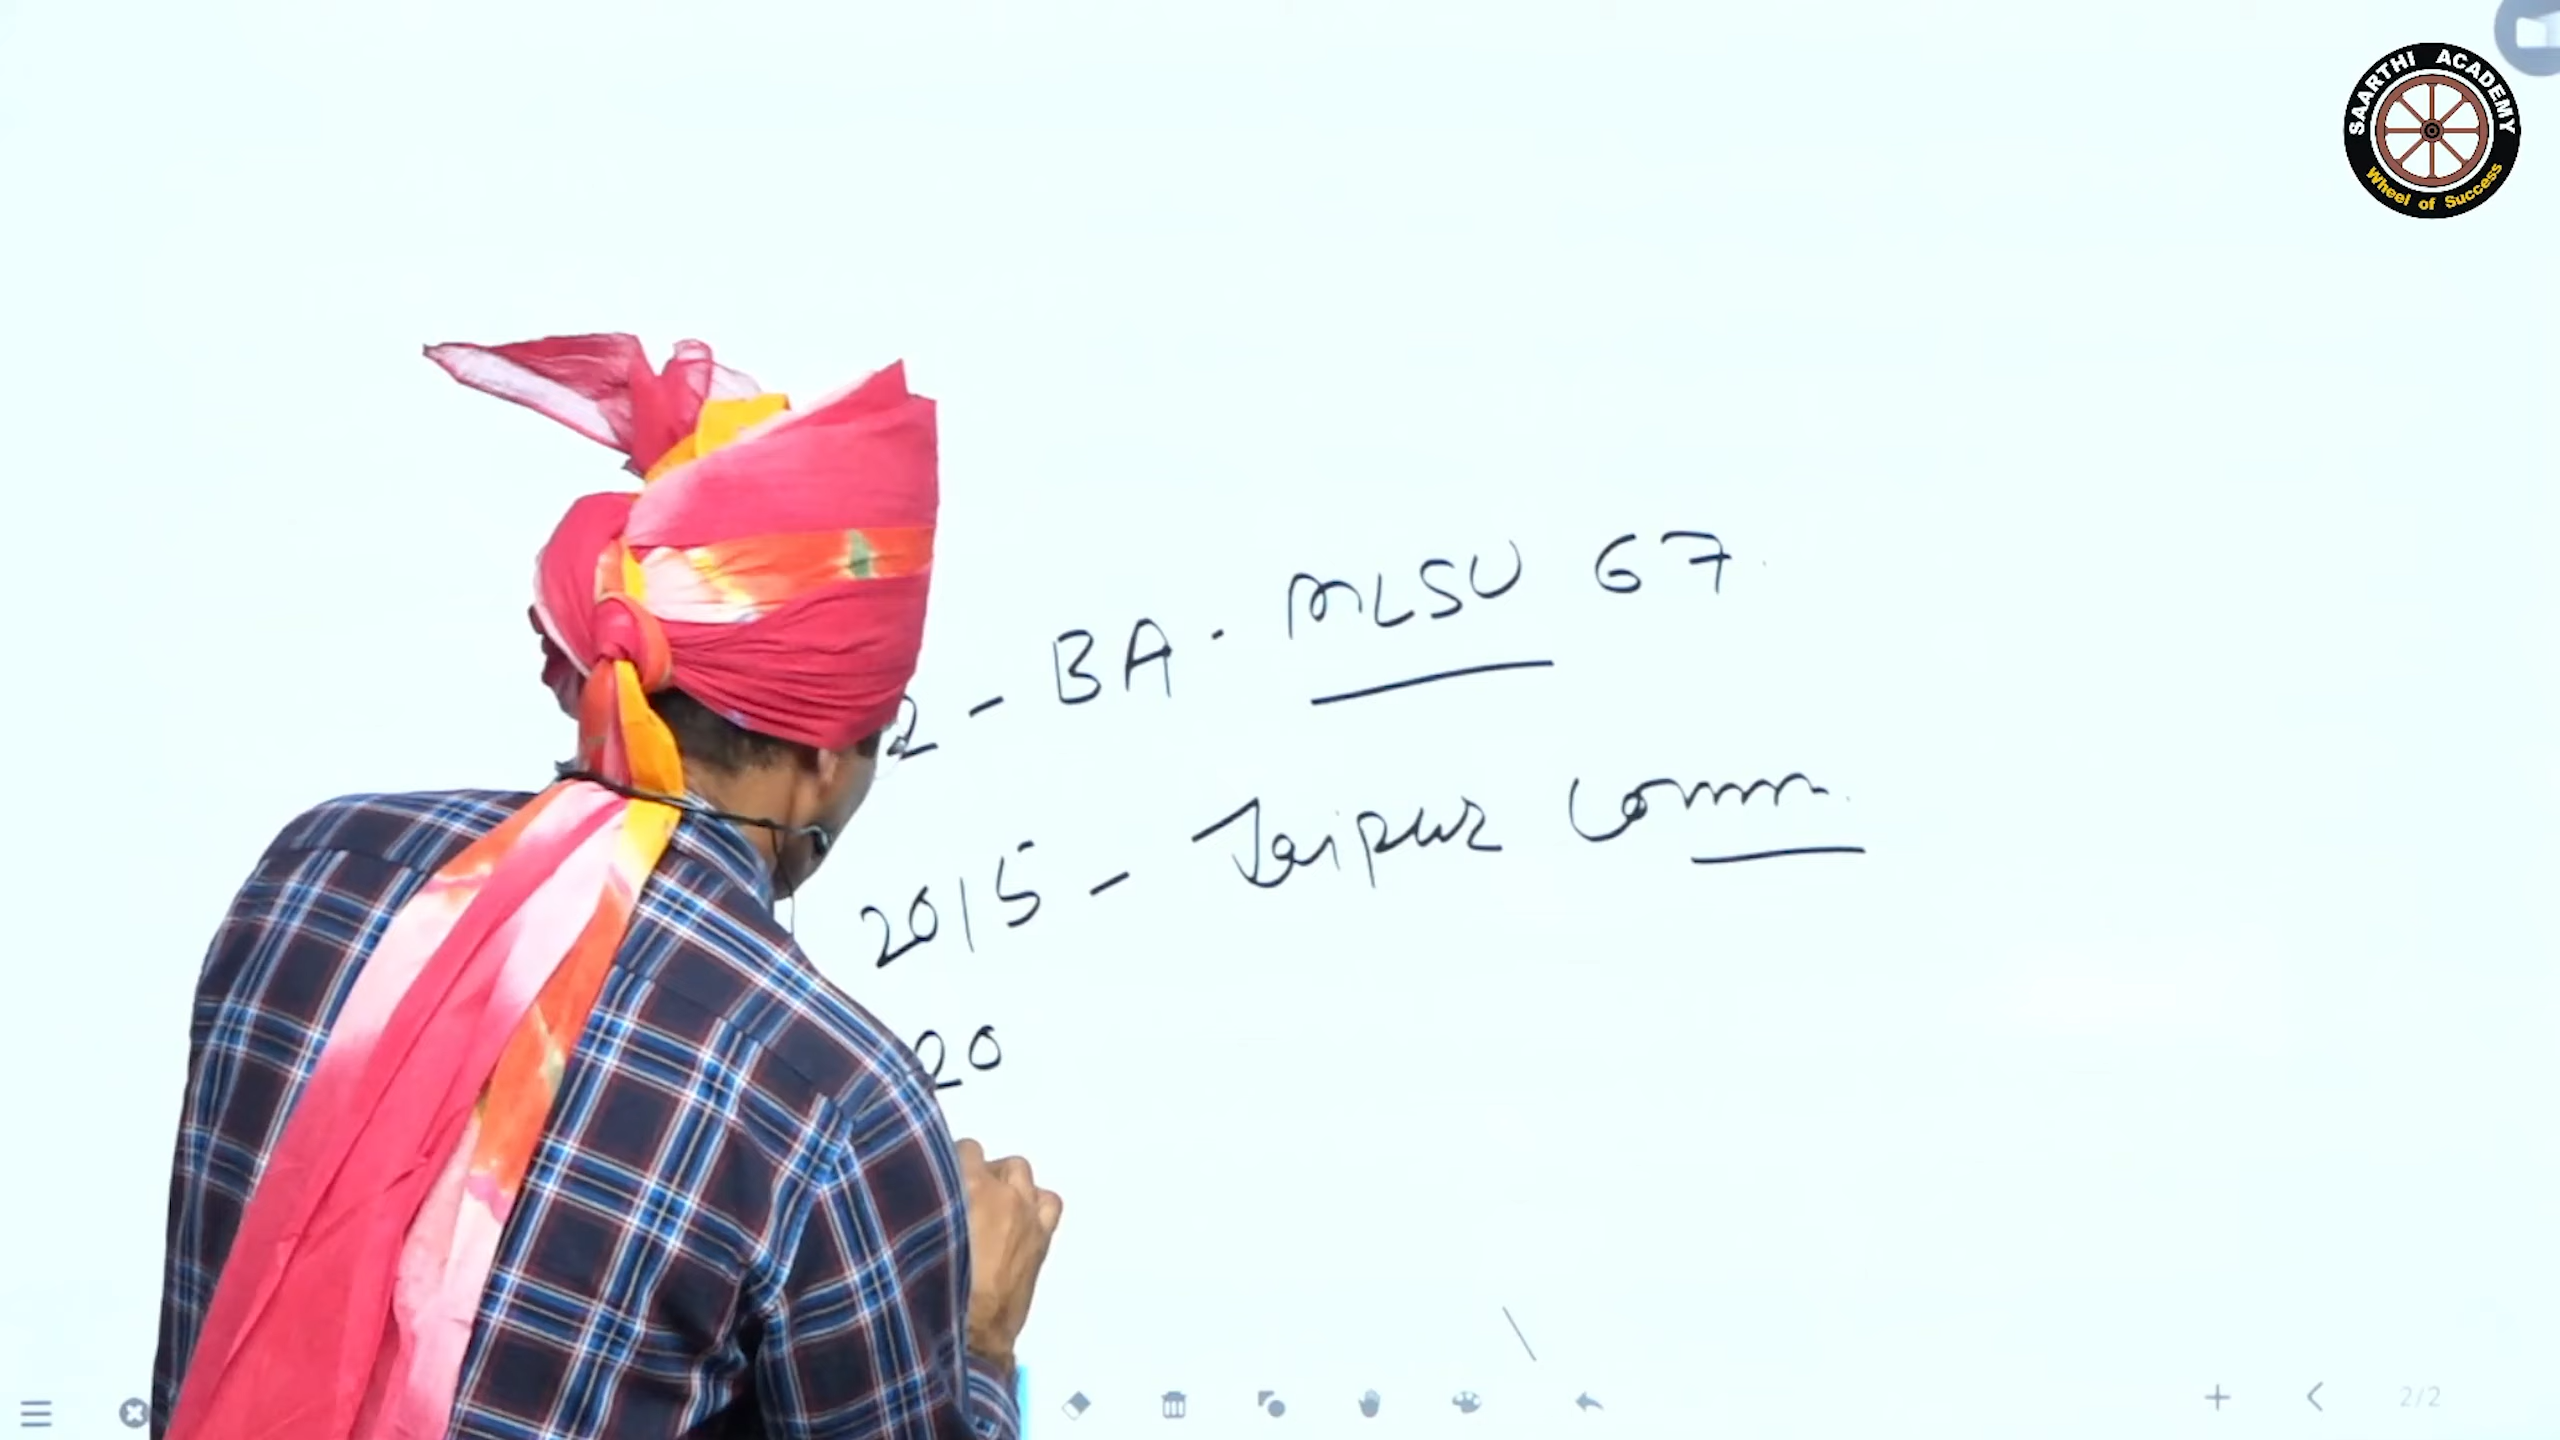 SAARTHI ACADEMY
Wheel of Success
2 - BA. MLSU 67
2015 - Jaipur Comm.
20
2/2